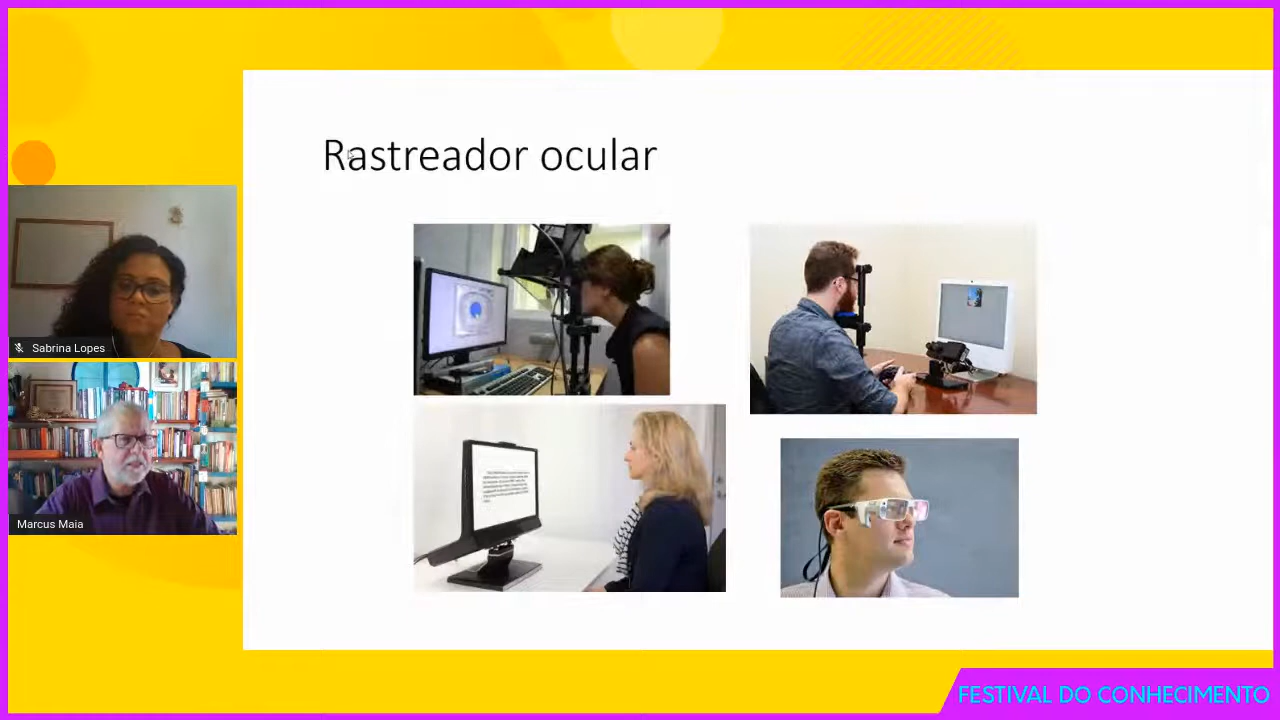 Rastreador ocular
Sabrina Lopes
Marcus Maia
FESTIVAL DO CONHECIMENTO